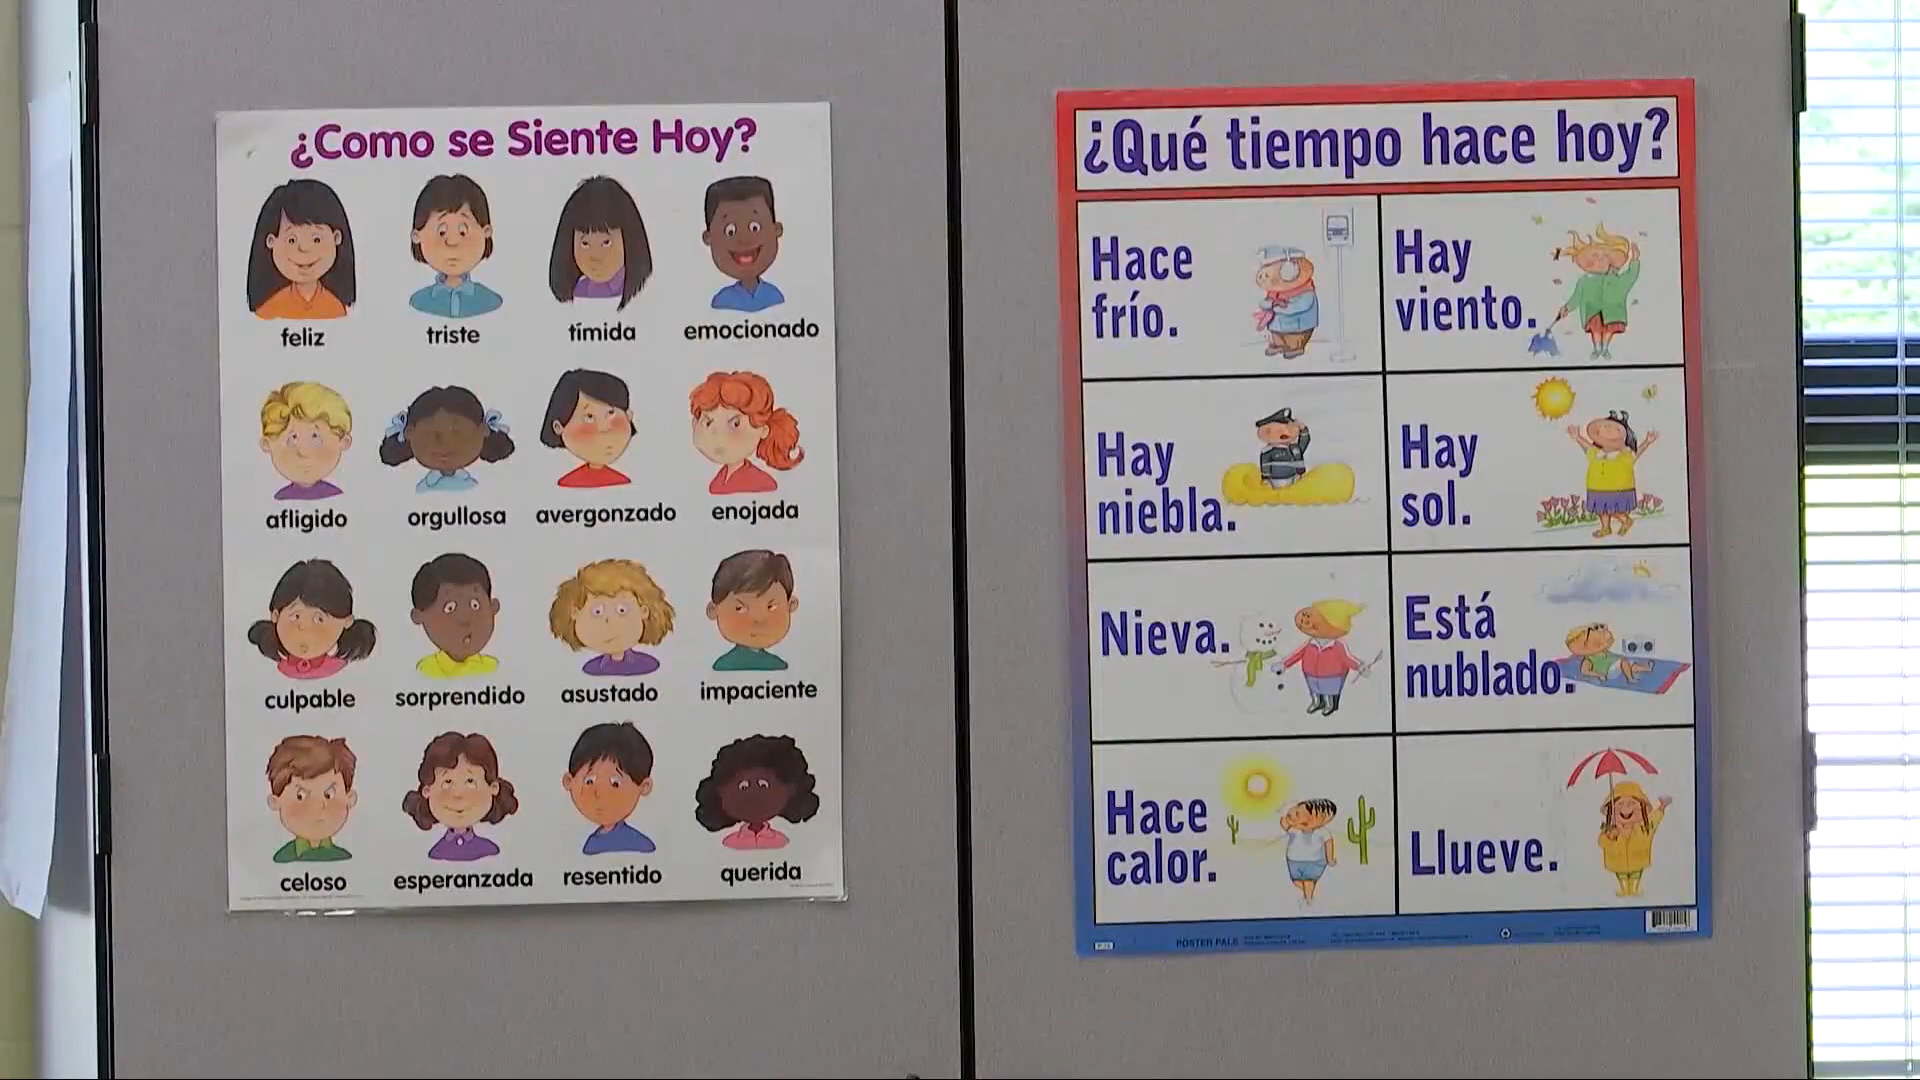 ¿Como se Siente Hoy?
feliz
triste
tímida
emocionado
afligido
orgullosa
avergonzado
enojada
culpable
sorprendido
asustado
impaciente
celoso
esperanzada
resentido
querida
¿Qué tiempo hace hoy?
Hace
frío.
Hay
viento.
Hay
niebla.
Hay
sol.
Nieva.
Está
nublado.
Hace
calor.
Llueve.
POSTER PALS